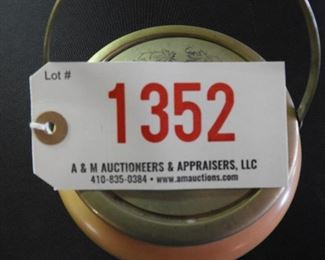 Lot #
1352
A & M AUCTIONEERS & APPRAISERS, LLC
410-835-0384 • www.amauctions.com